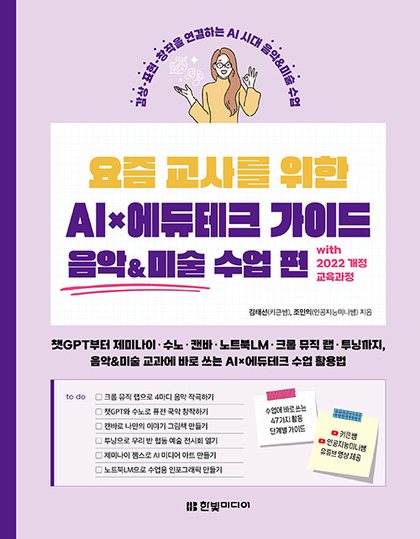 감상·표현·창작을 연결하는 AI 시대 음악&미술 수업
요즘 교사를 위한
AI×에듀테크 가이드
음악&미술 수업 편
with
2022 개정
교육과정
김태선(키큰쌤), 조민희(인공지능미니쌤) 지음
챗GPT부터 제미나이·수노·캔바·노트북LM·크롬 뮤직 랩·투닝까지,
음악&미술 교과에 바로 쓰는 AI×에듀테크 수업 활용법
to do
크롬 뮤직 랩으로 4마디 음악 작곡하기
챗GPT와 수노로 퓨전 국악 창작하기
캔바로 나만의 이야기 그림책 만들기
투닝으로 우리 반 협동 예술 전시회 열기
제미나이 젬스로 AI 미디어 아트 만들기
노트북LM으로 수업용 인포그래픽 만들기
수업에 바로 쓰는
47가지 활동
단계별 가이드
키큰쌤
인공지능미니쌤
유튜브 영상 제공
한빛미디어